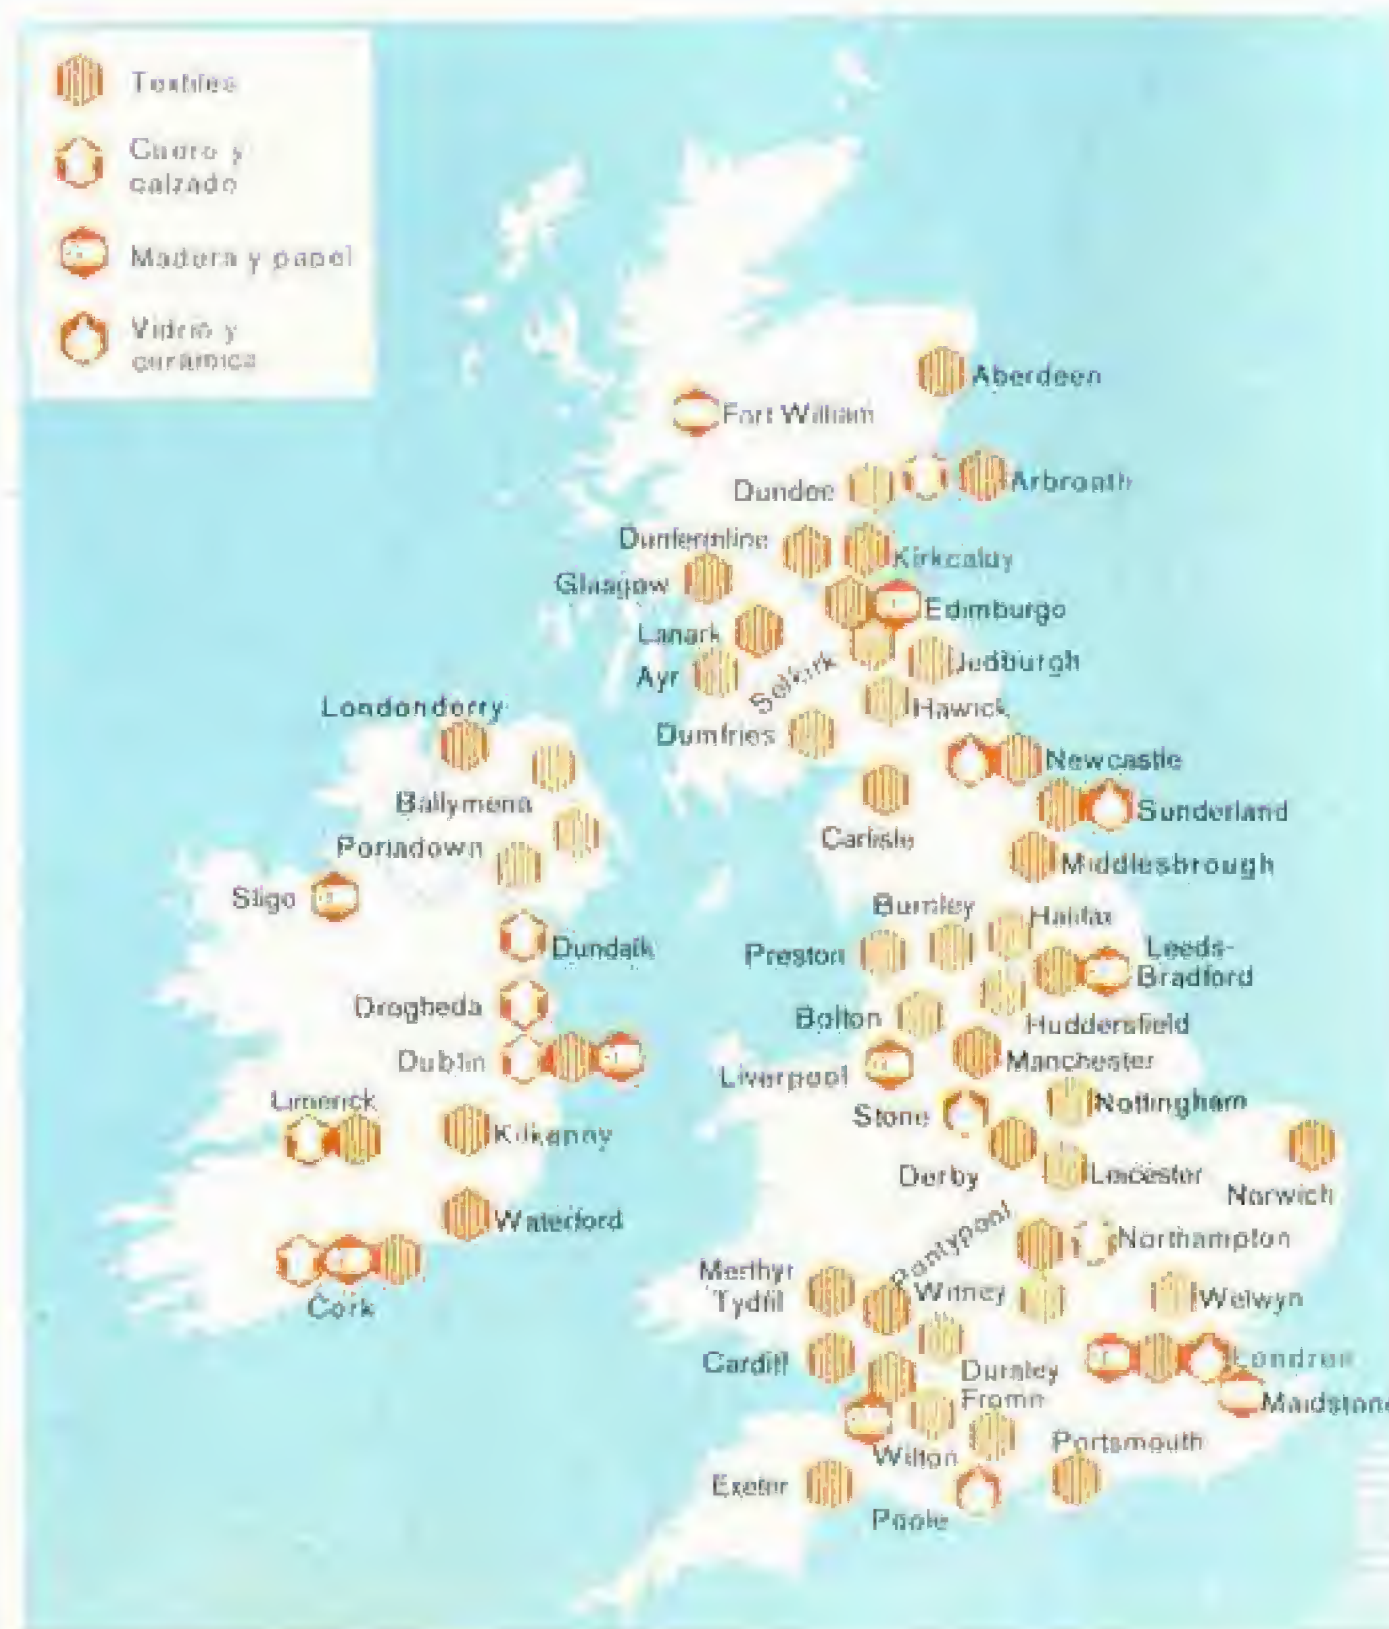 Textiles
Cuero y
calzado
Madera y papel
Vidrio y
cerámica
Aberdeen
Fort William
Dundee
Arbroath
Dunfermline
Kirkcaldy
Glasgow
Edimburgo
Lanark
Jedburgh
Ayr
Selkirk
Hawick
Londonderry
Dumfries
Newcastle
Ballymena
Sunderland
Carlisle
Portadown
Middlesbrough
Sligo
Burnley
Halifax
Preston
Leeds-
Bradford
Dundalk
Drogheda
Bolton
Huddersfield
Dublin
Manchester
Liverpool
Limerick
Nottingham
Stone
Kilkenny
Derby
Leicester
Norwich
Waterford
Pontypool
Northampton
Merthyr
Tydfil
Witney
Welwyn
Cork
Cardiff
Dursley
Londres
Frome
Maidstone
Wilton
Portsmouth
Exeter
Poole